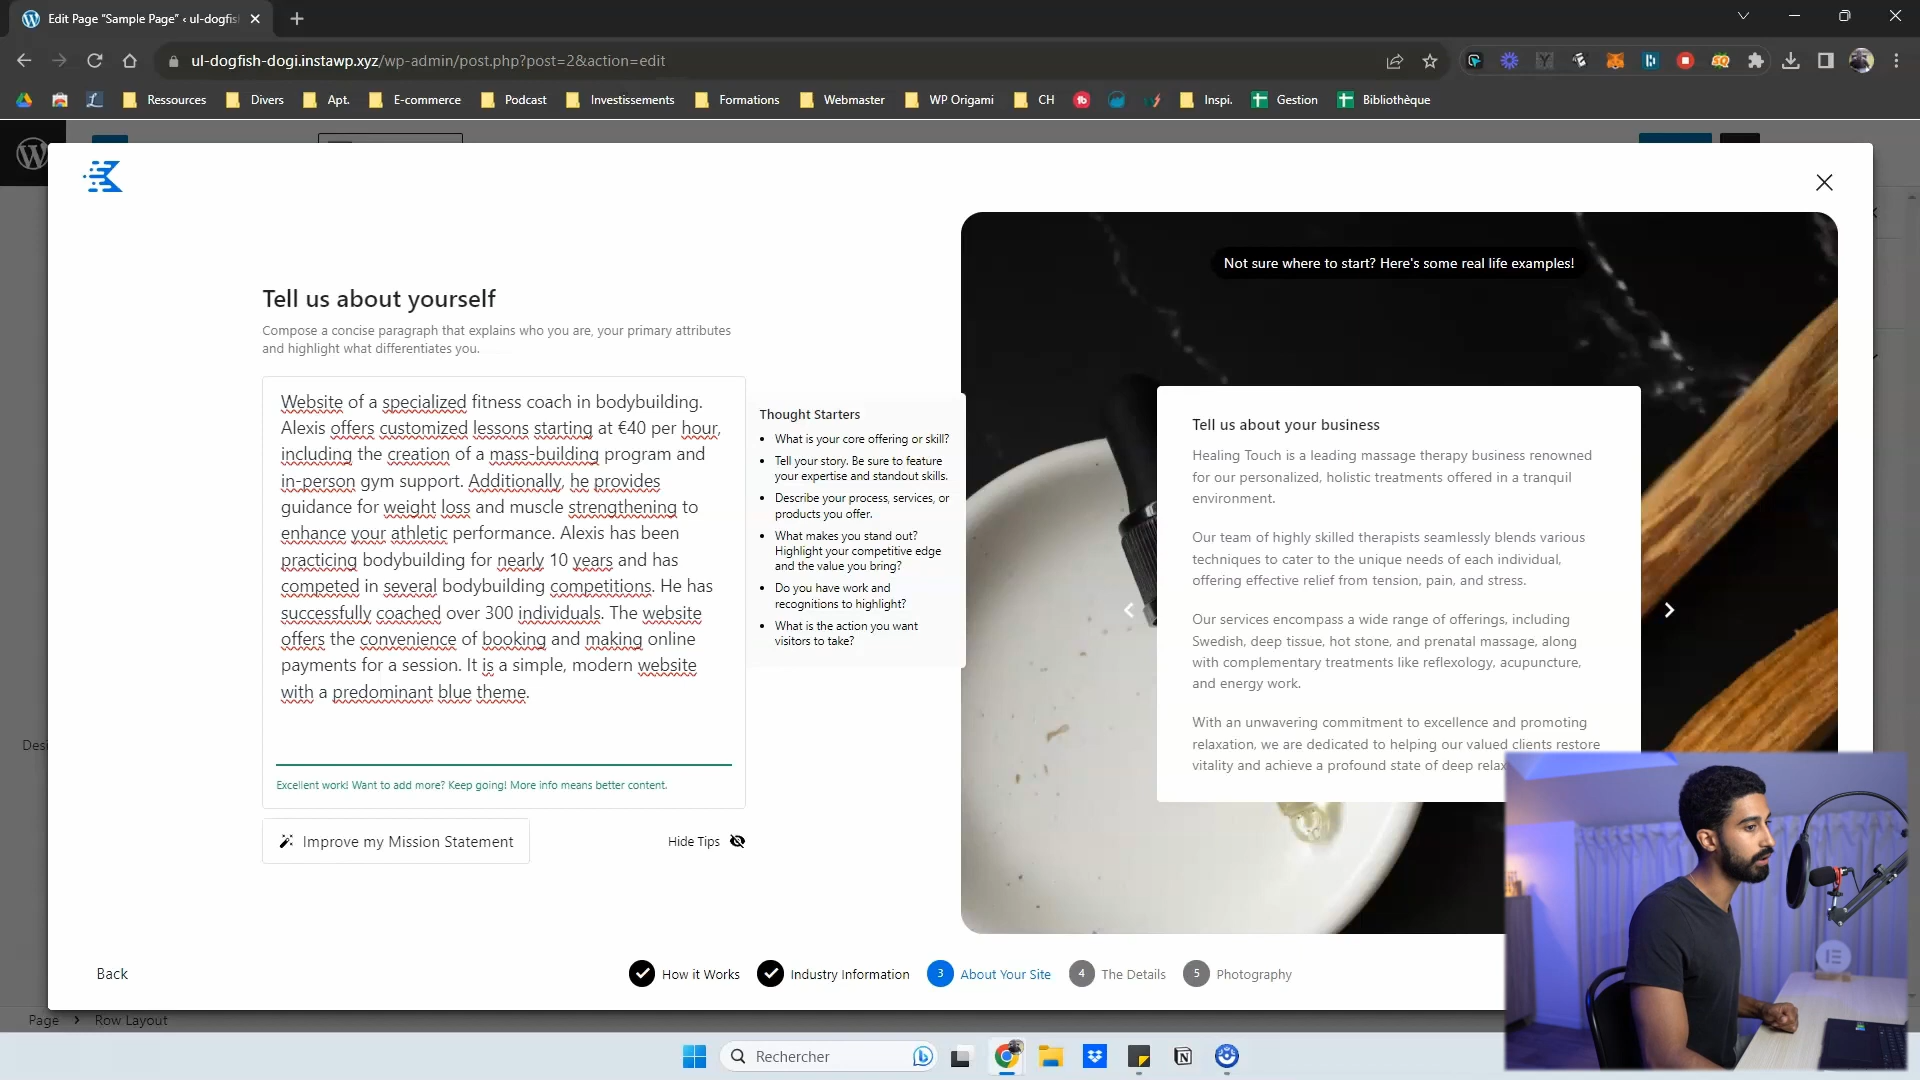 Edit Page "Sample Page" ‹ ul-dogfis
ul-dogfish-dogi.instawp.xyz/wp-admin/post.php?post=2&action=edit
Ressources
Divers
Apt.
E-commerce
Podcast
Investissements
Formations
Webmaster
WP Origami
CH
Inspi.
Gestion
Bibliothèque
Tell us about yourself
Compose a concise paragraph that explains who you are, your primary attributes
and highlight what differentiates you.
Website of a specialized fitness coach in bodybuilding.
Alexis offers customized lessons starting at €40 per hour,
including the creation of a mass-building program and
in-person gym support. Additionally, he provides
guidance for weight loss and muscle strengthening to
enhance your athletic performance. Alexis has been
practicing bodybuilding for nearly 10 years and has
competed in several bodybuilding competitions. He has
successfully coached over 300 individuals. The website
offers the convenience of booking and making online
payments for a session. It is a simple, modern website
with a predominant blue theme.
Excellent work! Want to add more? Keep going! More info means better content.
Improve my Mission Statement
Hide Tips
Thought Starters
• What is your core offering or skill?
• Tell your story. Be sure to feature
your expertise and standout skills.
• Describe your process, services, or
products you offer.
• What makes you stand out?
Highlight your competitive edge
and the value you bring?
• Do you have work and
recognitions to highlight?
• What is the action you want
visitors to take?
Not sure where to start? Here's some real life examples!
Tell us about your business
Healing Touch is a leading massage therapy business renowned
for our personalized, holistic treatments offered in a tranquil
environment.
Our team of highly skilled therapists seamlessly blends various
techniques to cater to the unique needs of each individual,
offering effective relief from tension, pain, and stress.
Our services encompass a wide range of offerings, including
Swedish, deep tissue, hot stone, and prenatal massage, along
with complementary treatments like reflexology, acupuncture,
and energy work.
With an unwavering commitment to excellence and promoting
relaxation, we are dedicated to helping our valued clients restore
vitality and achieve a profound state of deep relax
Desi
Back
How it Works
Industry Information
3 About Your Site
4 The Details
5 Photography
Page > Row Layout
Rechercher